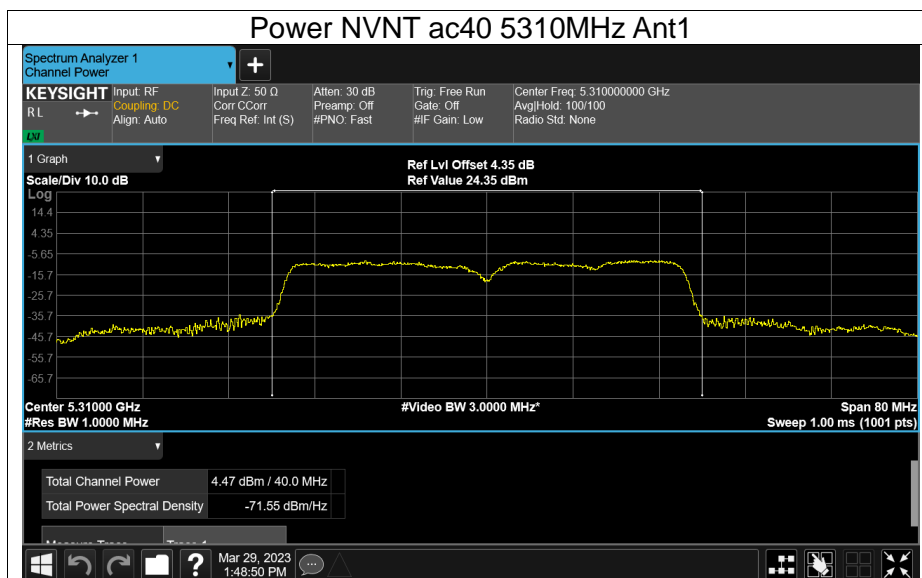 Power NVNT ac40 5310MHz Ant1
Spectrum Analyzer 1
Channel Power
KEYSIGHT Input: RF Input Z: 50 Ω Atten: 30 dB Trig: Free Run Center Freq: 5.310000000 GHz
R L Coupling: DC Corr CCorr Preamp: Off Gate: Off Avg|Hold: 100/100
Align: Auto Freq Ref: Int (S) #PNO: Fast #IF Gain: Low Radio Std: None
LXI
1 Graph
Ref Lvl Offset 4.35 dB
Scale/Div 10.0 dB Ref Value 24.35 dBm
Log
14.4
4.35
-5.65
-15.7
-25.7
-35.7
-45.7
-55.7
-65.7
Center 5.31000 GHz #Video BW 3.0000 MHz* Span 80 MHz
#Res BW 1.0000 MHz Sweep 1.00 ms (1001 pts)
2 Metrics
Total Channel Power 4.47 dBm / 40.0 MHz
Total Power Spectral Density -71.55 dBm/Hz
? Mar 29, 2023
1:48:50 PM